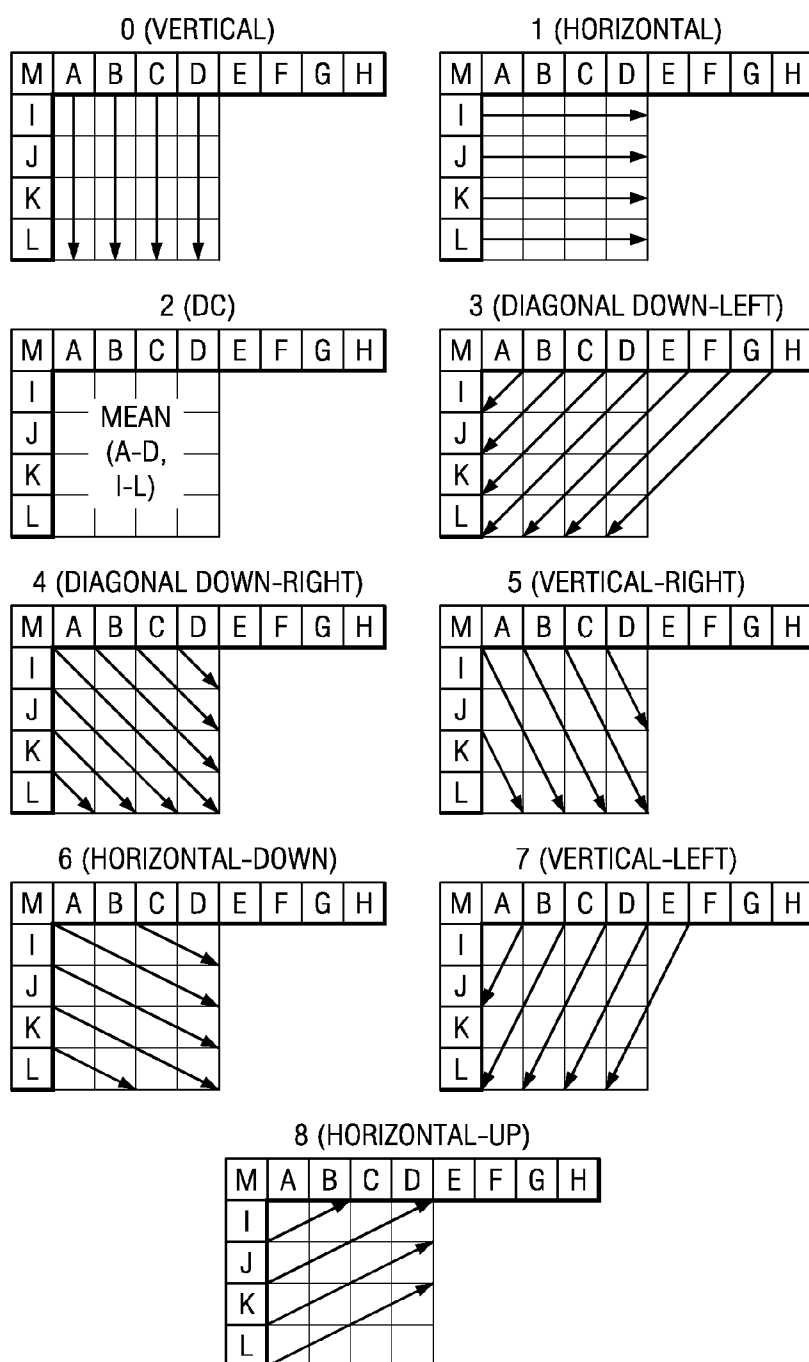 0 (VERTICAL)
M A B C D E F G H
I
J
K
L
1 (HORIZONTAL)
M A B C D E F G H
I
J
K
L
2 (DC)
M A B C D E F G H
I
J
K
L
MEAN
(A-D,
I-L)
3 (DIAGONAL DOWN-LEFT)
M A B C D E F G H
I
J
K
L
4 (DIAGONAL DOWN-RIGHT)
M A B C D E F G H
I
J
K
L
5 (VERTICAL-RIGHT)
M A B C D E F G H
I
J
K
L
6 (HORIZONTAL-DOWN)
M A B C D E F G H
I
J
K
L
7 (VERTICAL-LEFT)
M A B C D E F G H
I
J
K
L
8 (HORIZONTAL-UP)
M A B C D E F G H
I
J
K
L